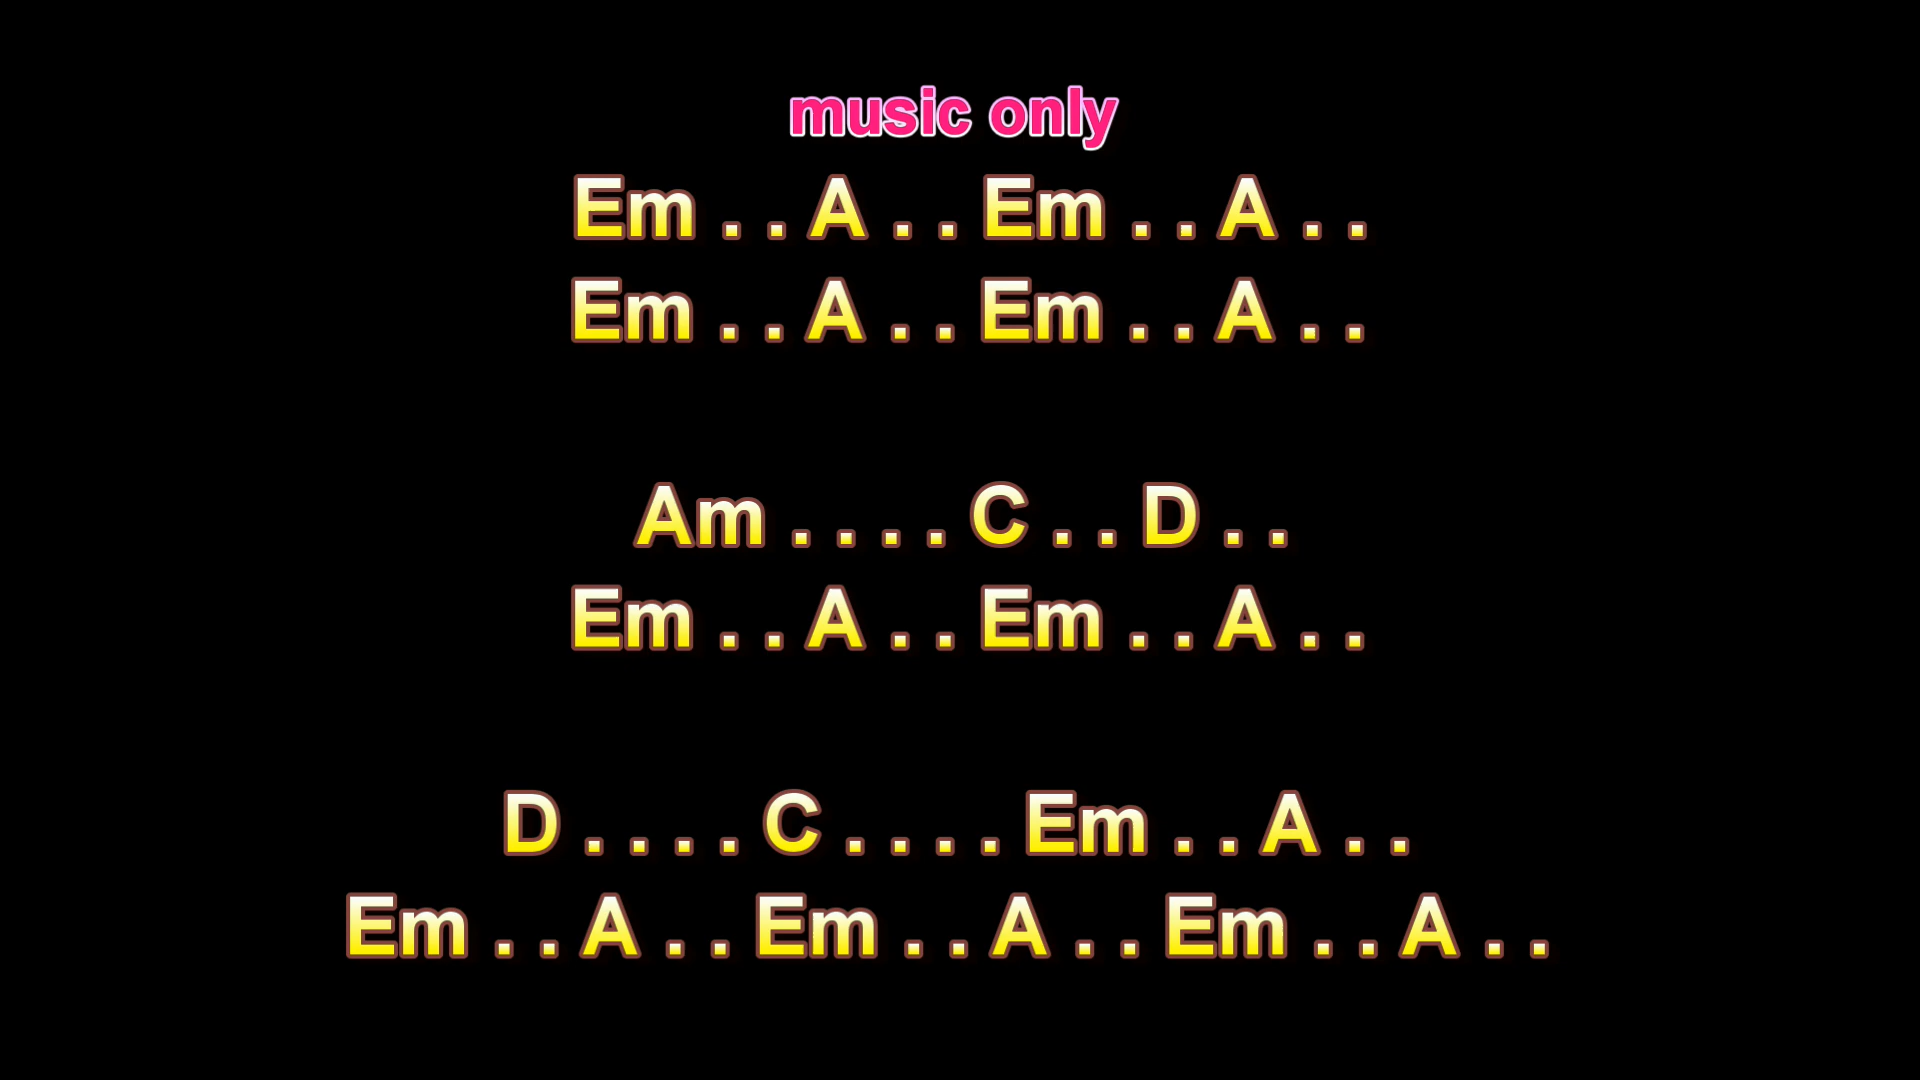 music only
Em . . A . . Em . . A . .
Em . . A . . Em . . A . .
Am . . . . C . . D . .
Em . . A . . Em . . A . .
D . . . . C . . . . Em . . A . .
Em . . A . . Em . . A . . Em . . A . .